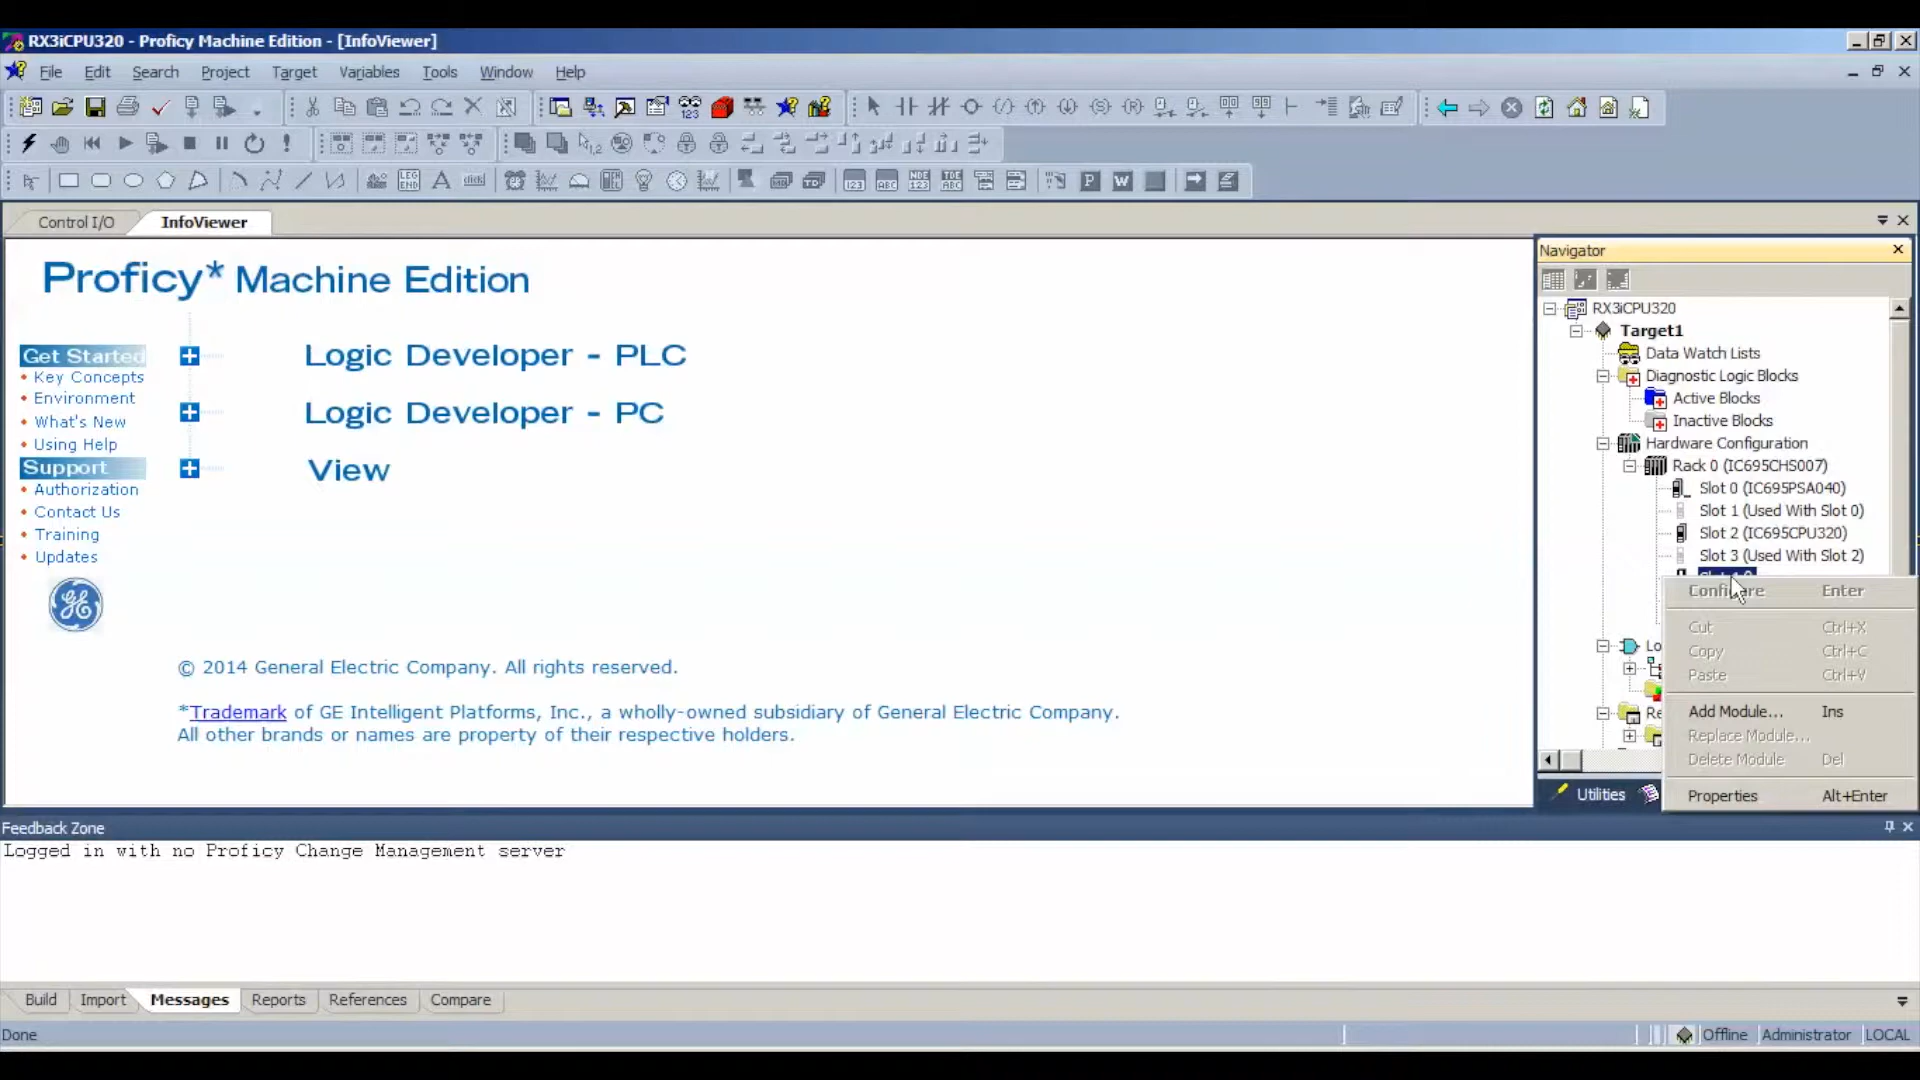 RX3iCPU320 - Proficy Machine Edition - [InfoViewer]
File Edit Search Project Target Variables Tools Window Help
Control I/O InfoViewer
Proficy* Machine Edition
Get Started
• Key Concepts
• Environment
• What's New
• Using Help
Support
• Authorization
• Contact Us
• Training
• Updates
Logic Developer - PLC
Logic Developer - PC
View
© 2014 General Electric Company. All rights reserved.
*Trademark of GE Intelligent Platforms, Inc., a wholly-owned subsidiary of General Electric Company.
All other brands or names are property of their respective holders.
Navigator
RX3iCPU320
Target1
Data Watch Lists
Diagnostic Logic Blocks
Active Blocks
Inactive Blocks
Hardware Configuration
Rack 0 (IC695CHS007)
Slot 0 (IC695PSA040)
Slot 1 (Used With Slot 0)
Slot 2 (IC695CPU320)
Slot 3 (Used With Slot 2)
Lo
Re
Configure Enter
Cut Ctrl+X
Copy Ctrl+C
Paste Ctrl+V
Add Module... Ins
Replace Module...
Delete Module Del
Properties Alt+Enter
Utilities
Feedback Zone
Logged in with no Proficy Change Management server
Build Import Messages Reports References Compare
Done
Offline Administrator LOCAL